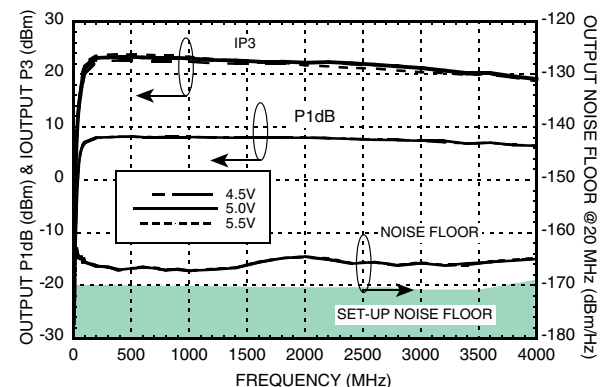 OUTPUT P1dB (dBm) & IOUTPUT P3 (dBm)
30
20
10
0
-10
-20
-30
IP3
P1dB
4.5V
5.0V
5.5V
NOISE FLOOR
SET-UP NOISE FLOOR
-120
-130
-140
-150
-160
-170
-180
OUTPUT NOISE FLOOR @20 MHz (dBm/Hz)
0 500 1000 1500 2000 2500 3000 3500 4000
FREQUENCY (MHz)